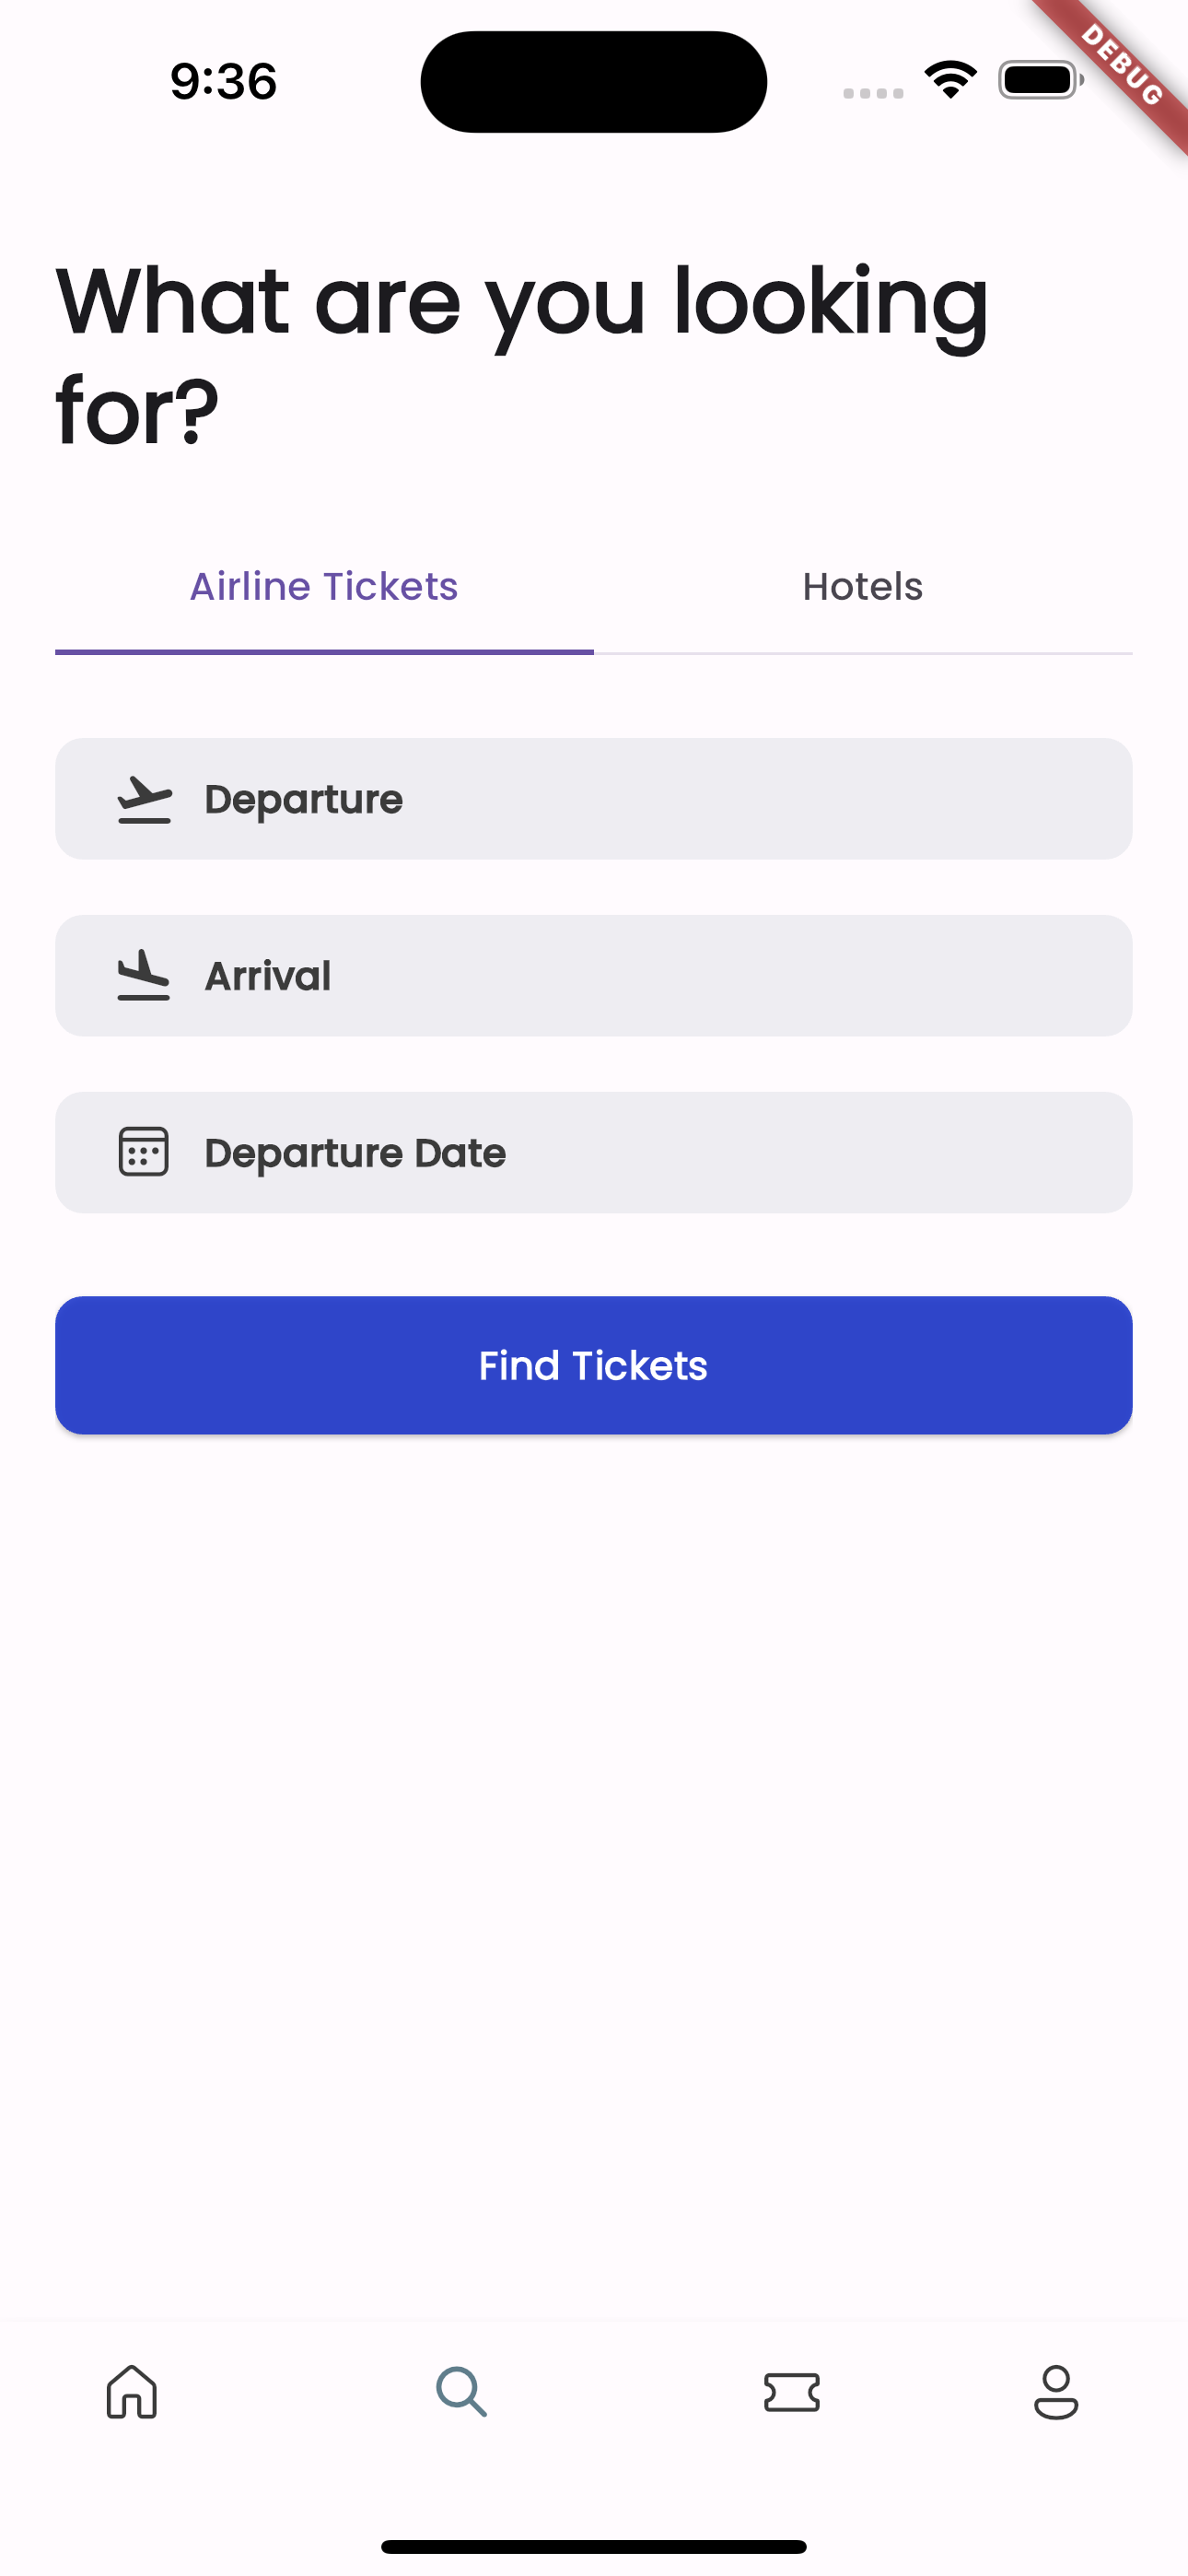 9:36
DEBUG
What are you looking
for?
Airline Tickets
Hotels
Departure
Arrival
Departure Date
Find Tickets